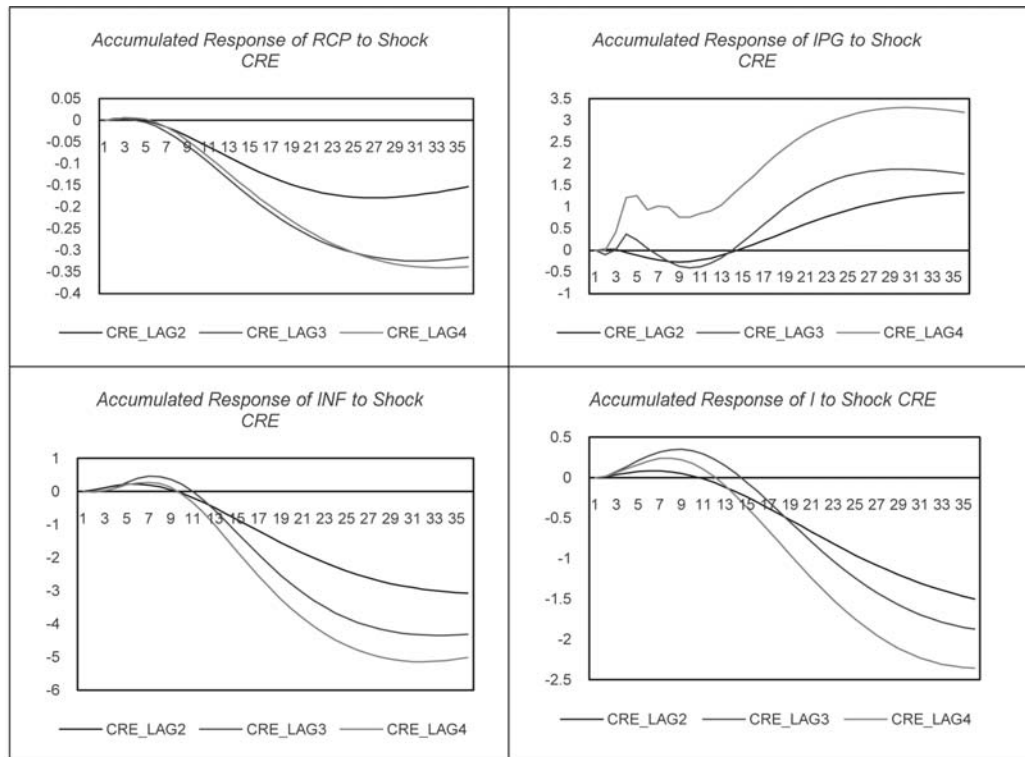 Accumulated Response of RCP to Shock
CRE
0.05
0
-0.05
-0.1
-0.15
-0.2
-0.25
-0.3
-0.35
-0.4
1 3 5 7 9 11 13 15 17 19 21 23 25 27 29 31 33 35
CRE_LAG2 CRE_LAG3 CRE_LAG4
Accumulated Response of IPG to Shock
CRE
3.5
3
2.5
2
1.5
1
0.5
0
-0.5
-1
1 3 5 7 9 11 13 15 17 19 21 23 25 27 29 31 33 35
CRE_LAG2 CRE_LAG3 CRE_LAG4
Accumulated Response of INF to Shock
CRE
1
0
-1
-2
-3
-4
-5
-6
1 3 5 7 9 11 13 15 17 19 21 23 25 27 29 31 33 35
CRE_LAG2 CRE_LAG3 CRE_LAG4
Accumulated Response of I to Shock CRE
0.5
0
-0.5
-1
-1.5
-2
-2.5
1 3 5 7 9 11 13 15 17 19 21 23 25 27 29 31 33 35
CRE_LAG2 CRE_LAG3 CRE_LAG4